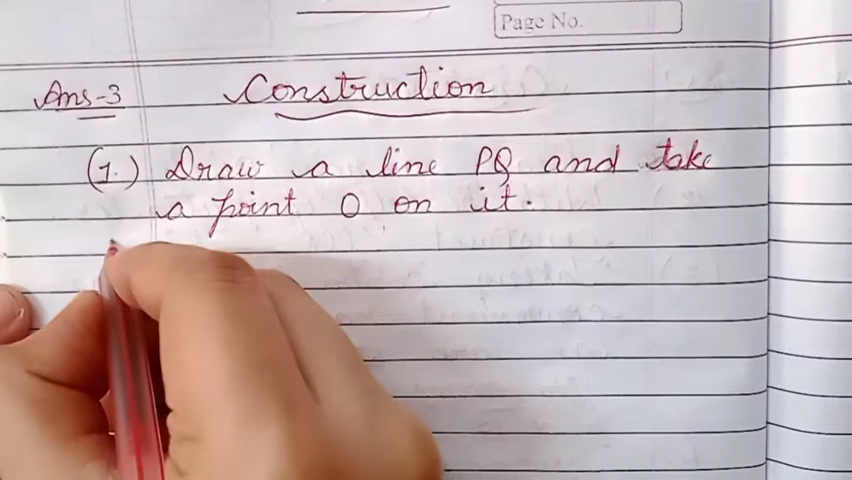 Page No.
Ans-3 Construction
(1.) Draw a line PQ and take
a point O on it.